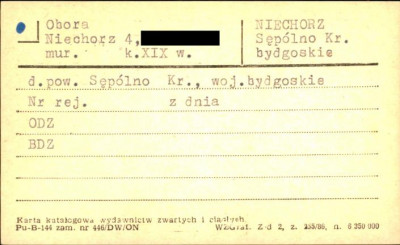 Obora
Niechorz 4,
mur. k.XIX w.
NIECHORZ
Sępólno Kr.
bydgoskie
d.pow. Sępólno Kr., woj.bydgoskie
Nr rej. z dnia
ODZ
BDZ
Karta katalogowa wydawnictw zwartych i ciągłych.
Pu-B-144 zam. nr 446/DW/ON
WZGraf. Z-d 2, z. 355/86, n. 6 350 000